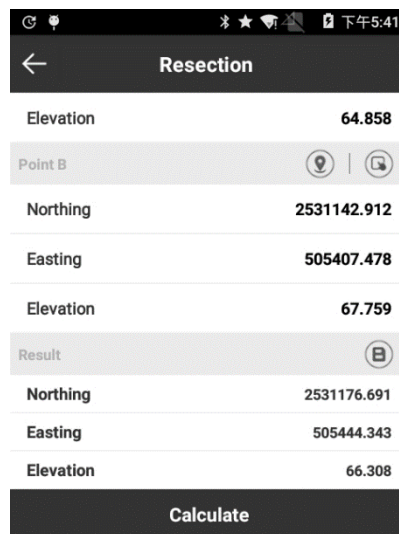 下午5:41
Resection
Elevation 64.858
Point B
Northing 2531142.912
Easting 505407.478
Elevation 67.759
Result
Northing 2531176.691
Easting 505444.343
Elevation 66.308
Calculate